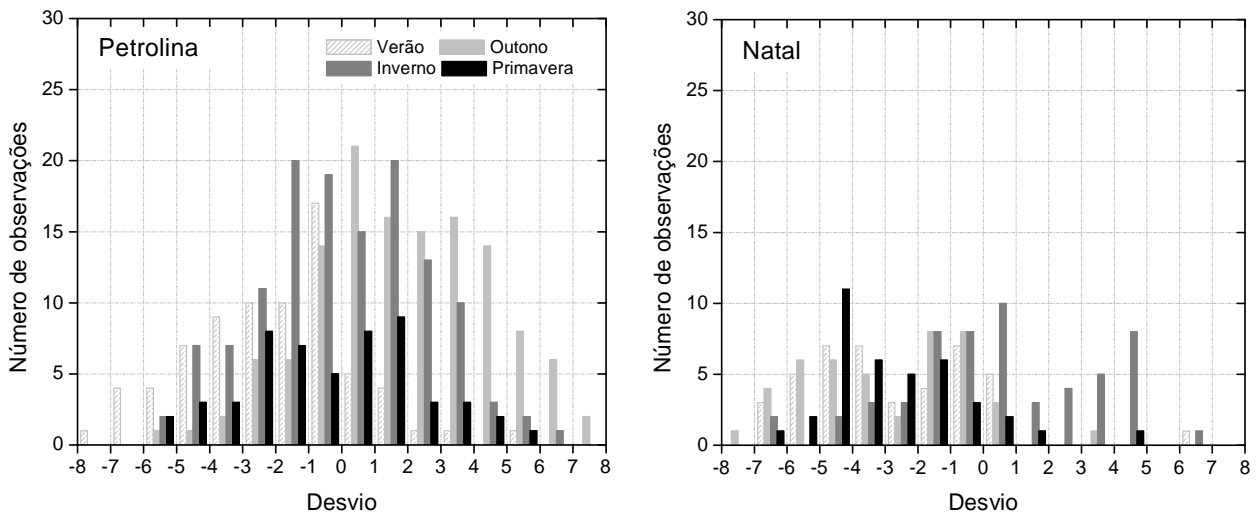 Petrolina
Verão Outono
Inverno Primavera
30
25
20
15
10
5
0
Número de observações
-8 -7 -6 -5 -4 -3 -2 -1 0 1 2 3 4 5 6 7 8
Desvio
Natal
30
25
20
15
10
5
0
Número de observações
-8 -7 -6 -5 -4 -3 -2 -1 0 1 2 3 4 5 6 7 8
Desvio